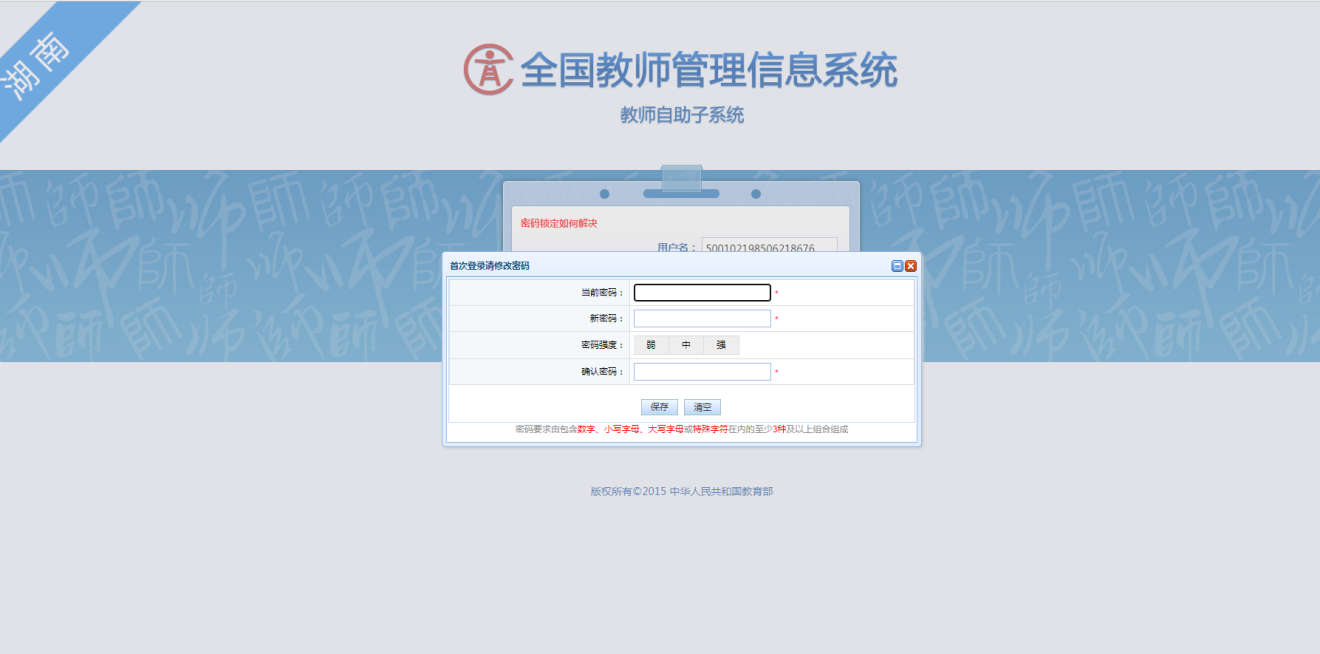 湖南
全国教师管理信息系统
教师自助子系统
密码锁定如何解决
用户名： 500102198506218676
首次登录请修改密码
当前密码： *
新密码： *
密码强度： 弱 中 强
确认密码： *
保存 清空
密码要求由包含数字、小写字母、大写字母或特殊字符在内的至少3种及以上组合组成
版权所有©2015 中华人民共和国教育部